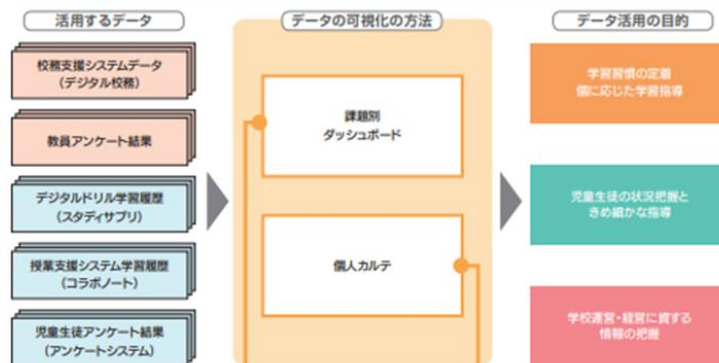 活用するデータ
校務支援システムデータ
(デジタル校務)
教員アンケート結果
デジタルドリル学習履歴
(スタディサプリ)
授業支援システム学習履歴
(コラボノート)
児童生徒アンケート結果
(アンケートシステム)
データの可視化の方法
課題別
ダッシュボード
個人カルテ
データ活用の目的
学習習慣の定着
個に応じた学習指導
児童生徒の状況把握と
きめ細かな指導
学校運営・経営に資する
情報の把握